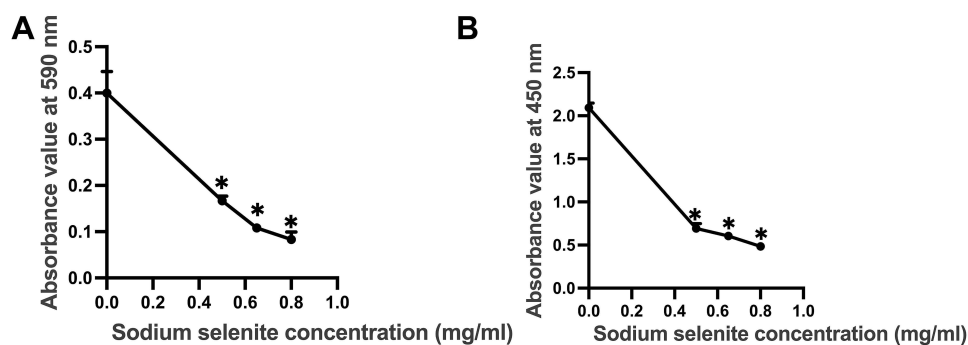 A
Absorbance value at 590 nm
0.5
0.4
0.3
0.2
0.1
0.0
* * *
0.0 0.2 0.4 0.6 0.8 1.0
Sodium selenite concentration (mg/ml)
B
Absorbance value at 450 nm
2.5
2.0
1.5
1.0
0.5
0.0
* * *
0.0 0.2 0.4 0.6 0.8 1.0
Sodium selenite concentration (mg/ml)